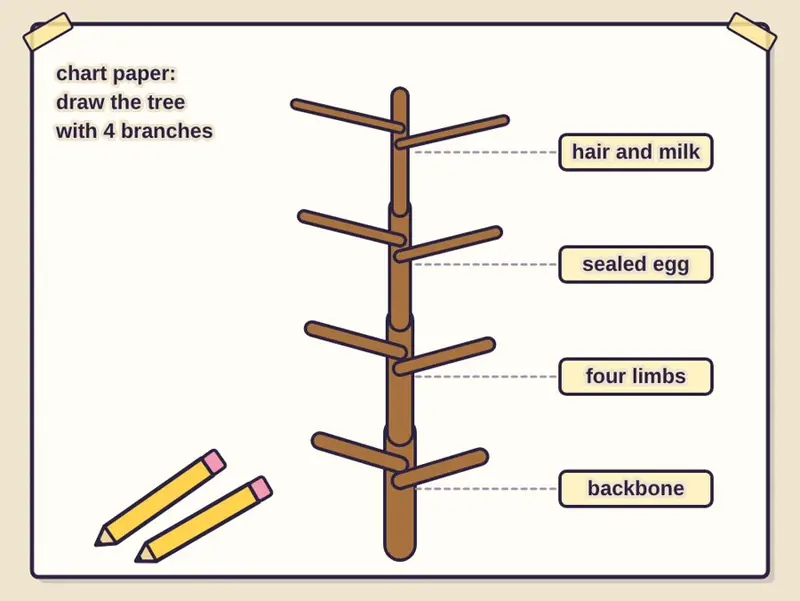 chart paper:
draw the tree
with 4 branches
hair and milk
sealed egg
four limbs
backbone